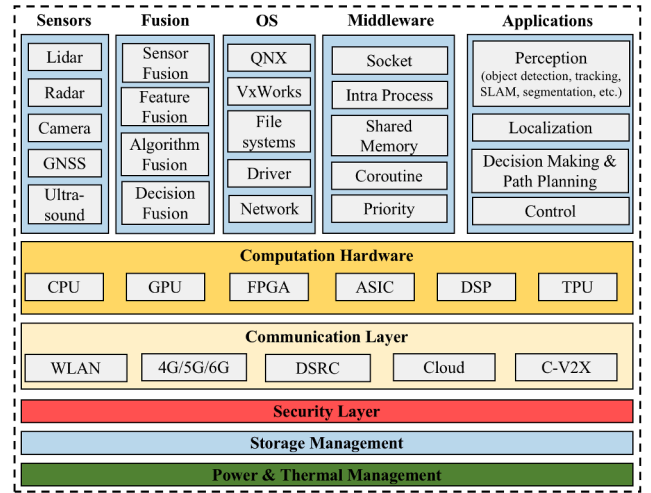 Sensors
Lidar
Radar
Camera
GNSS
Ultra-
sound
Fusion
Sensor
Fusion
Feature
Fusion
Algorithm
Fusion
Decision
Fusion
OS
QNX
VxWorks
File
systems
Driver
Network
Middleware
Socket
Intra Process
Shared
Memory
Coroutine
Priority
Applications
Perception
(object detection, tracking,
SLAM, segmentation, etc.)
Localization
Decision Making &
Path Planning
Control
Computation Hardware
CPU
GPU
FPGA
ASIC
DSP
TPU
Communication Layer
WLAN
4G/5G/6G
DSRC
Cloud
C-V2X
Security Layer
Storage Management
Power & Thermal Management